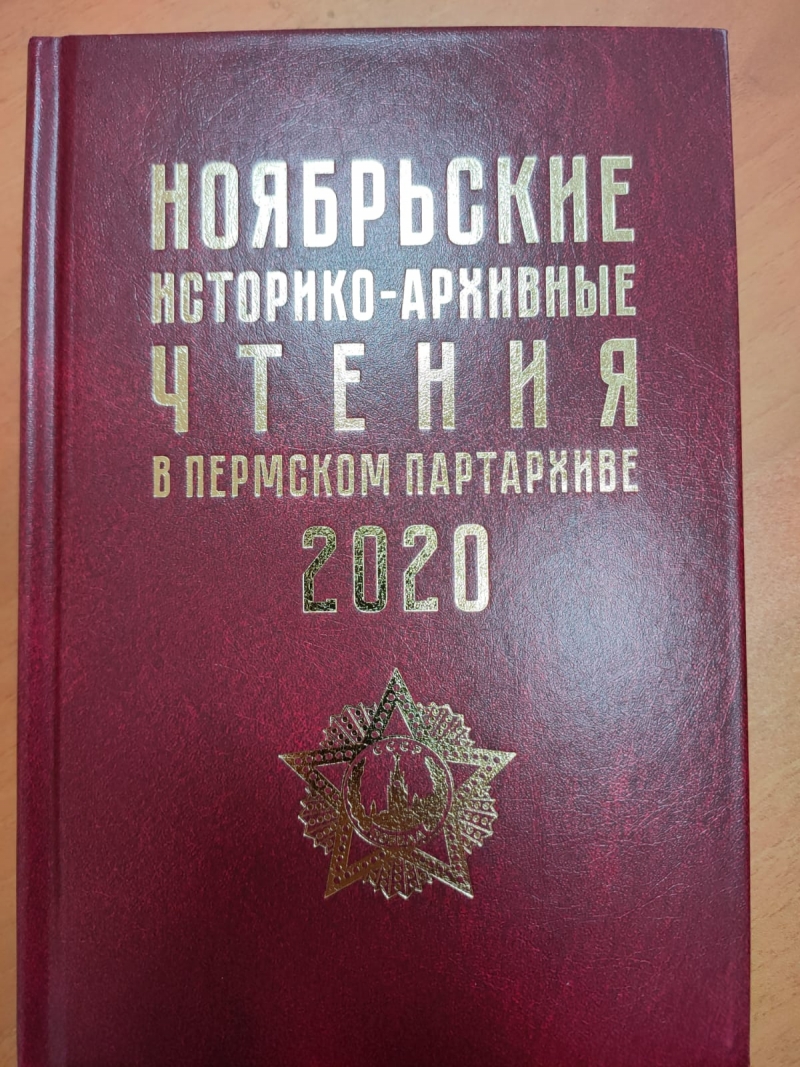 НОЯБРЬСКИЕ
ИСТОРИКО-АРХИВНЫЕ
ЧТЕНИЯ
В ПЕРМСКОМ ПАРТАРХИВЕ
2020
СССР